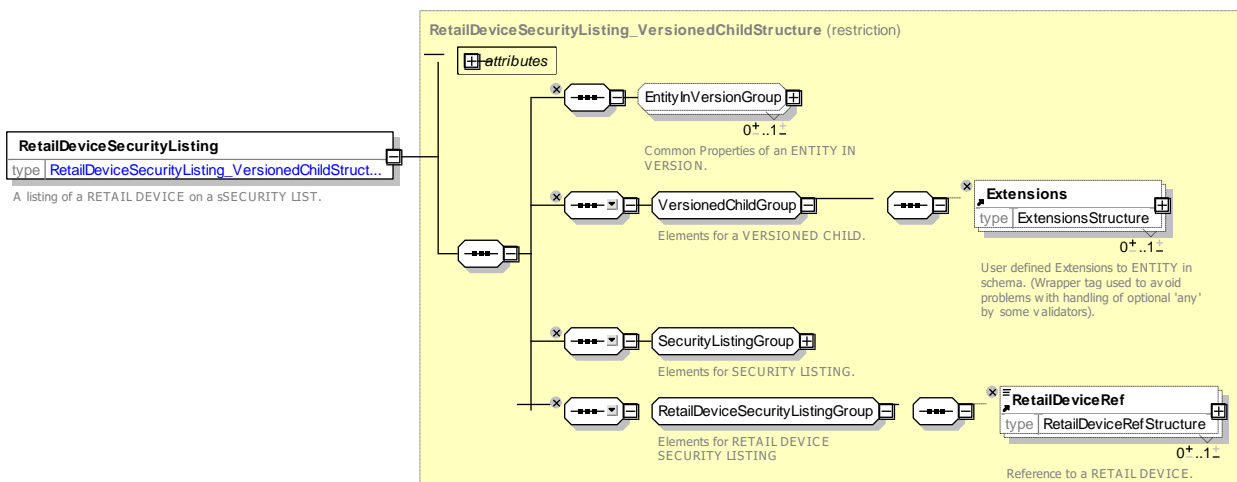 RetailDeviceSecurityListing_VersionedChildStructure (restriction)
attributes
EntityInVersionGroup
0..1
Common Properties of an ENTITY IN
VERSION.
RetailDeviceSecurityListing
type RetailDeviceSecurityListing_VersionedChildStruct...
A listing of a RETAIL DEVICE on a sSECURITY LIST.
VersionedChildGroup
Elements for a VERSIONED CHILD.
Extensions
type ExtensionsStructure
0..1
User defined Extensions to ENTITY in
schema. (Wrapper tag used to avoid
problems with handling of optional 'any'
by some validators).
SecurityListingGroup
Elements for SECURITY LISTING.
RetailDeviceSecurityListingGroup
Elements for RETAIL DEVICE
SECURITY LISTING
RetailDeviceRef
type RetailDeviceRefStructure
0..1
Reference to a RETAIL DEVICE.